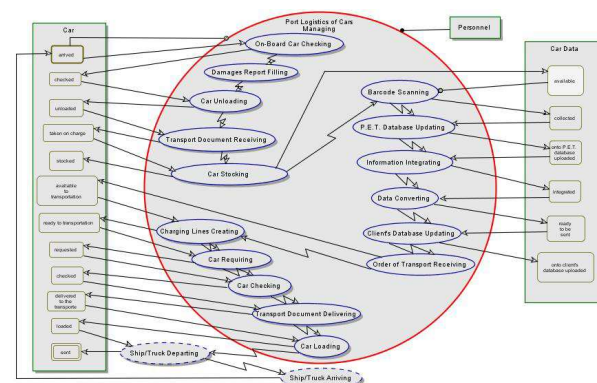 Car
arrived
checked
unloaded
taken on charge
stocked
available
to
transportation
ready to transportation
requested
checked
delivered
to the
transporte
loaded
sent
Port Logistics of Cars
Managing
On-Board Car Checking
Damages Report Filling
Car Unloading
Transport Document Receiving
Car Stocking
Charging Lines Creating
Car Requiring
Car Checking
Transport Document Delivering
Car Loading
Ship/Truck Departing
Ship/Truck Arriving
Barcode Scanning
P.E.T. Database Updating
Information Integrating
Data Converting
Client's Database Updating
Order of Transport Receiving
Personnel
Car Data
available
collected
onto P.E.T.
database
uploaded
integrated
ready
to be
sent
onto client's
database uploaded